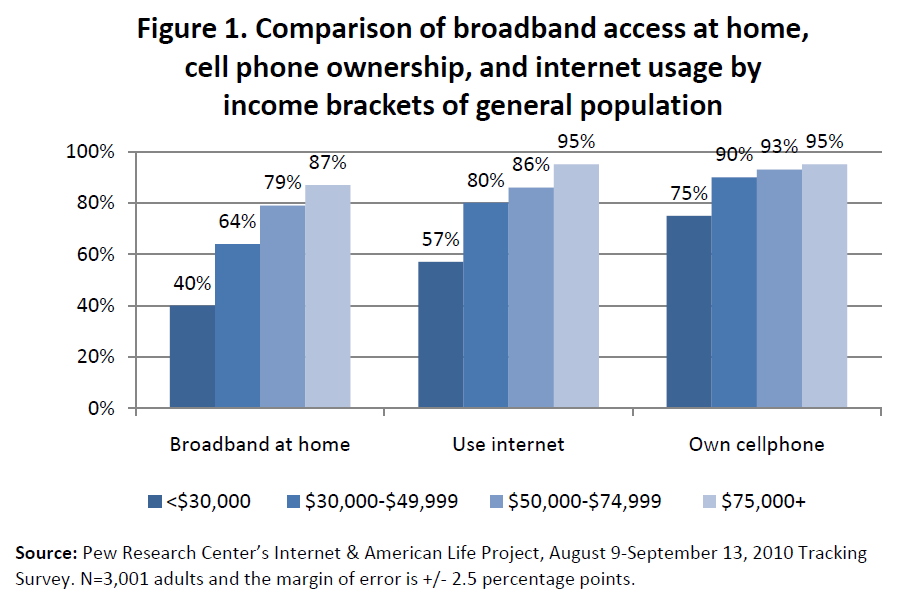 Figure 1. Comparison of broadband access at home,
cell phone ownership, and internet usage by
income brackets of general population
100%
80%
60%
40%
20%
0%
40%
64%
79%
87%
57%
80%
86%
95%
75%
90%
93%
95%
Broadband at home
Use internet
Own cellphone
<$30,000
$30,000-$49,999
$50,000-$74,999
$75,000+
Source: Pew Research Center’s Internet & American Life Project, August 9-September 13, 2010 Tracking
Survey. N=3,001 adults and the margin of error is +/- 2.5 percentage points.